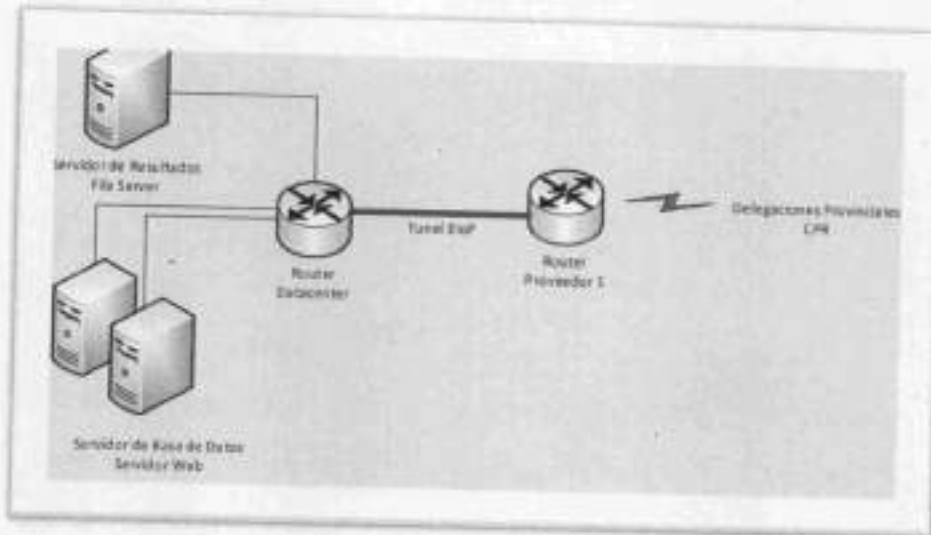 Servidor de Resultados
File Server
Router
Datacenter
Tunel EoIP
Router
Proveedor 1
Delegaciones Provinciales
CPR
Servidor de Base de Datos
Servidor Web